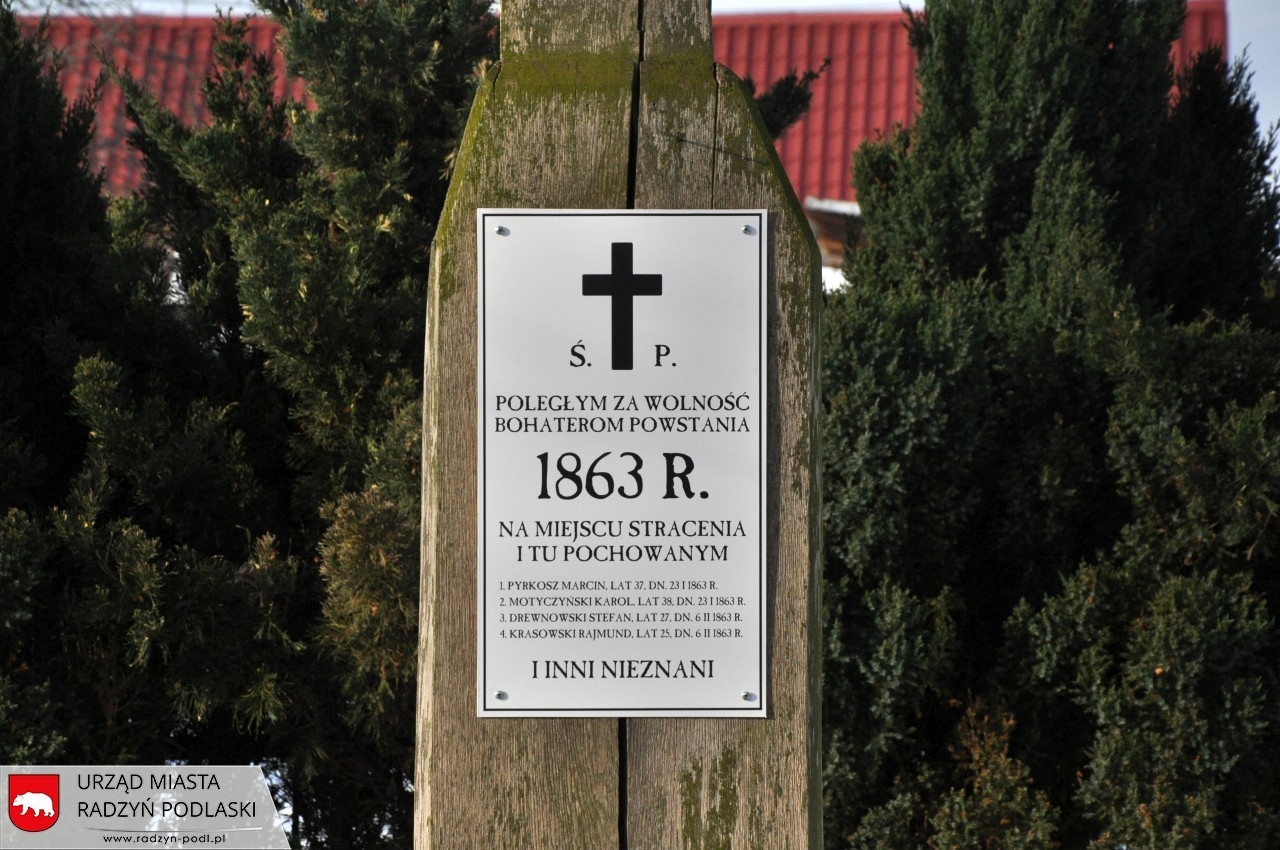 Ś. P.
POLEGŁYM ZA WOLNOŚĆ
BOHATEROM POWSTANIA
1863 R.
NA MIEJSCU STRACENIA
I TU POCHOWANYM
1. PYRKOSZ MARCIN, LAT 37, DN. 23 I 1863 R.
2. MOTYCZYŃSKI KAROL, LAT 38, DN. 23 I 1863 R.
3. DREWNOWSKI STEFAN, LAT 27, DN. 6 II 1863 R.
4. KRASOWSKI RAJMUND, LAT 25, DN. 6 II 1863 R.
I INNI NIEZNANI
URZĄD MIASTA
RADZYŃ PODLASKI
www.radzyn-podl.pl